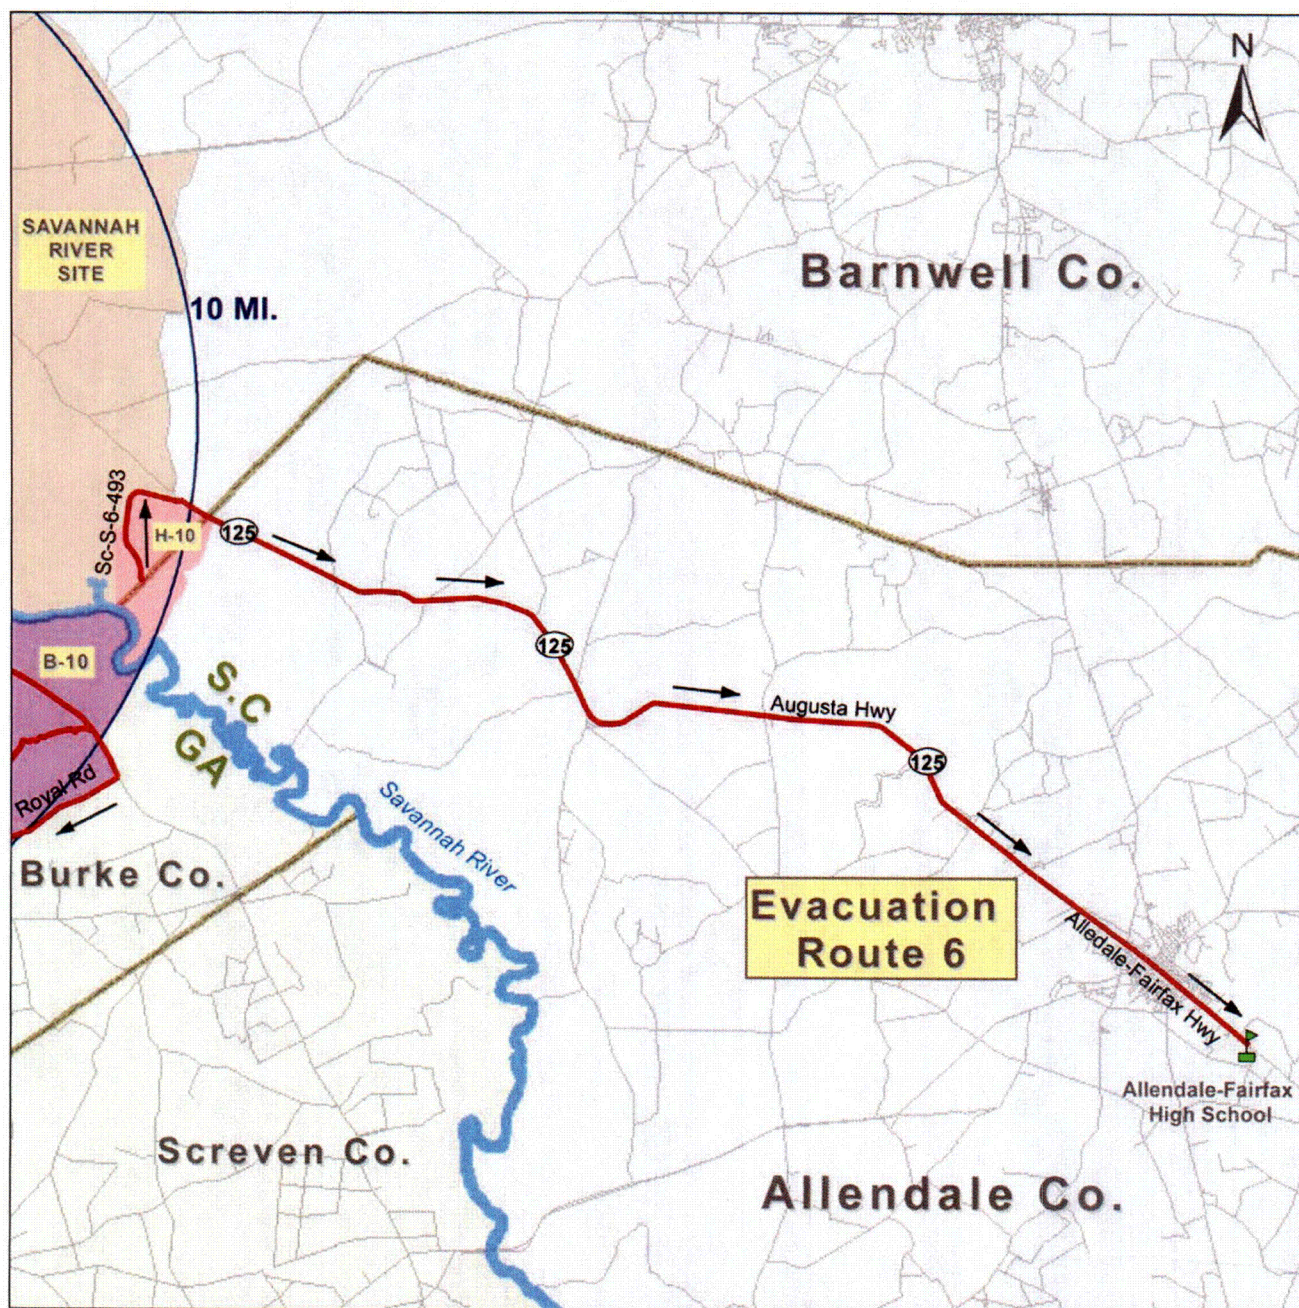 N
SAVANNAH
RIVER
SITE
Barnwell Co.
10 MI.
Sc-S-6-493
H-10
125
125
B-10
S.C
GA
Augusta Hwy
125
Royal Rd
Savannah River
Burke Co.
Evacuation
Route 6
Alledale-Fairfax Hwy
Allendale-Fairfax
High School
Screven Co.
Allendale Co.